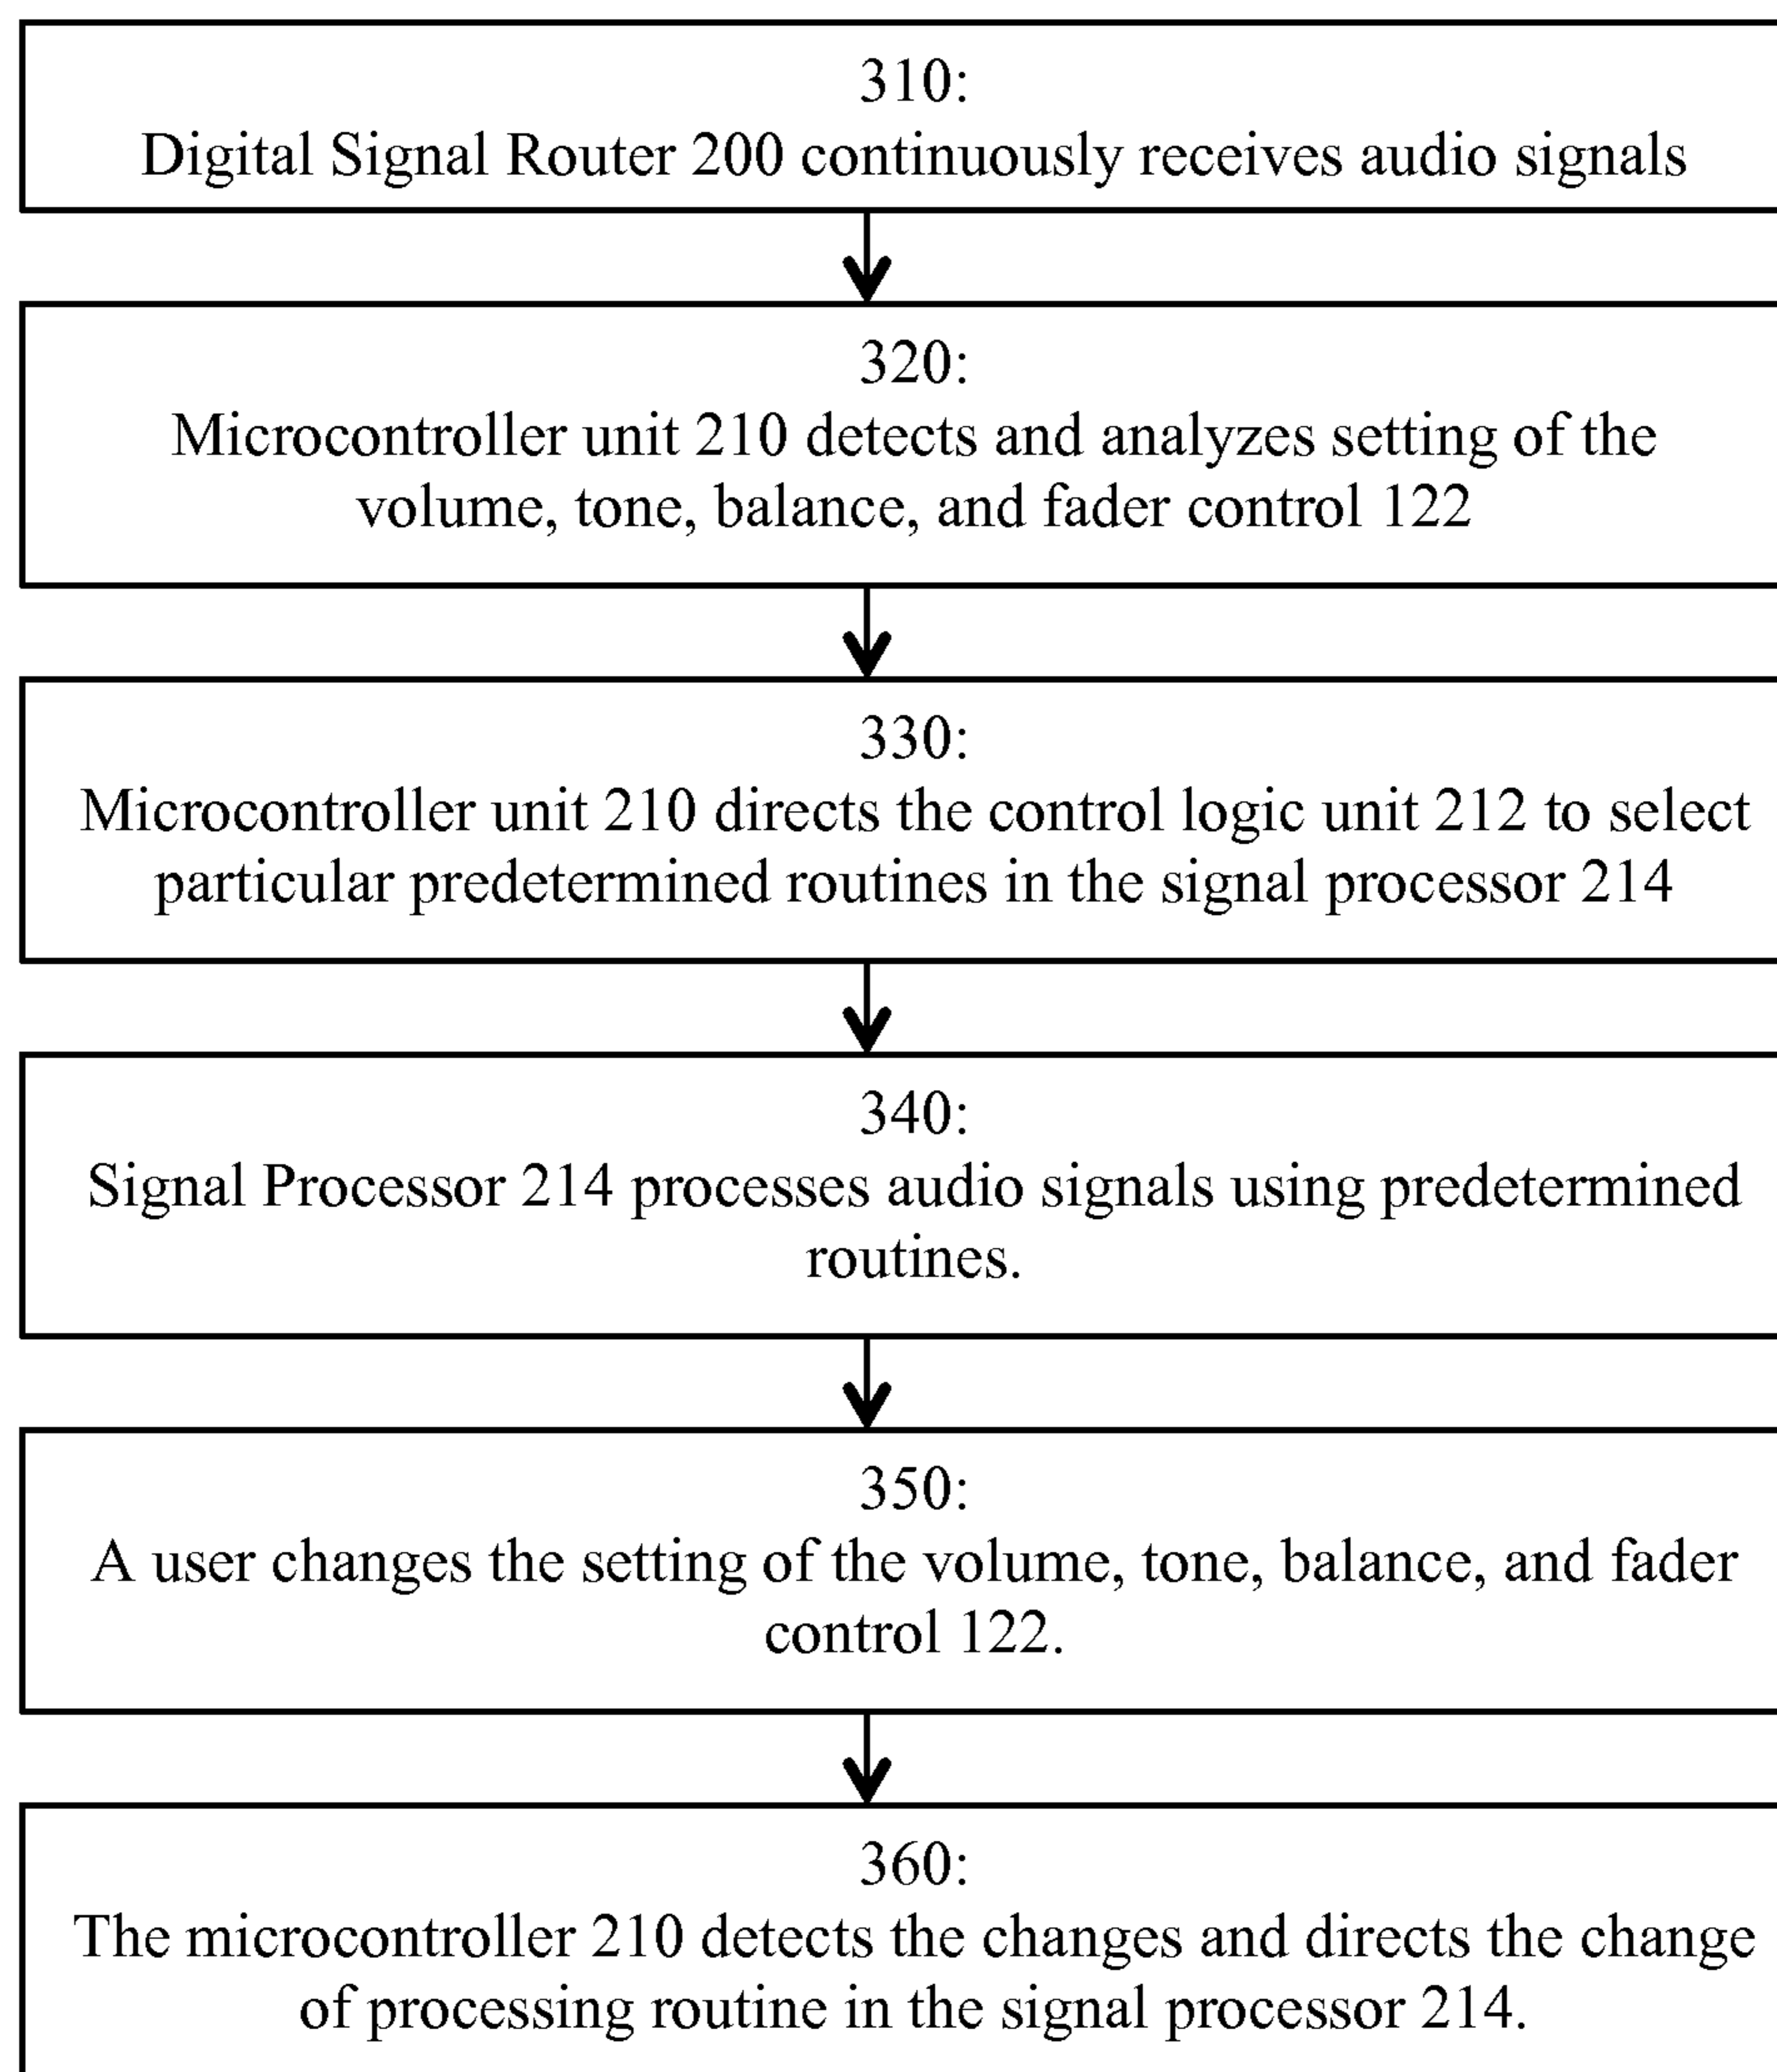 310:
Digital Signal Router 200 continuously receives audio signals
320:
Microcontroller unit 210 detects and analyzes setting of the
volume, tone, balance, and fader control 122
330:
Microcontroller unit 210 directs the control logic unit 212 to select
particular predetermined routines in the signal processor 214
340:
Signal Processor 214 processes audio signals using predetermined
routines.
350:
A user changes the setting of the volume, tone, balance, and fader
control 122.
360:
The microcontroller 210 detects the changes and directs the change
of processing routine in the signal processor 214.